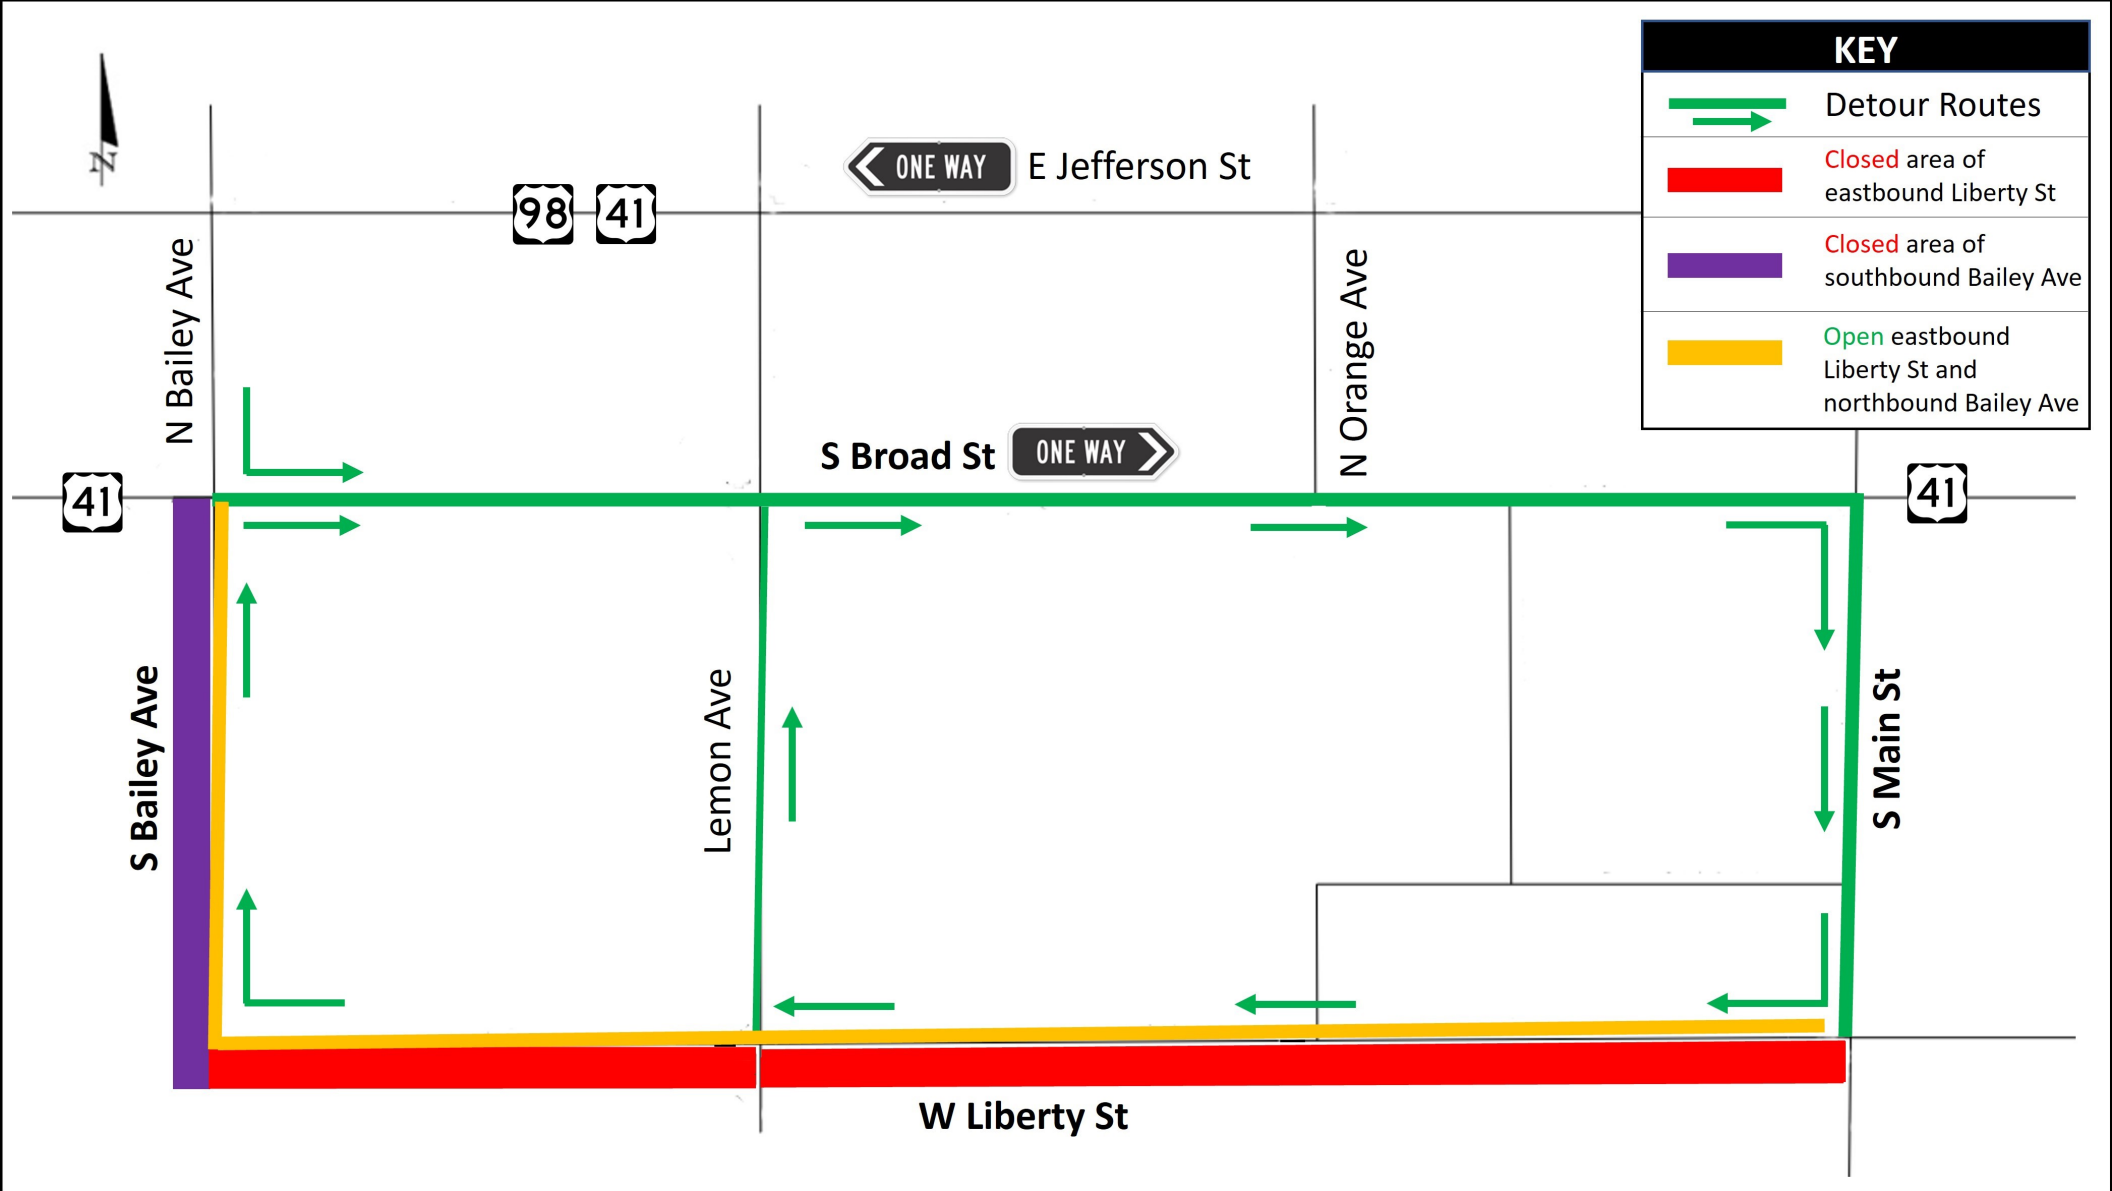 KEY
Detour Routes
Closed area of
eastbound Liberty St
Closed area of
southbound Bailey Ave
Open eastbound
Liberty St and
northbound Bailey Ave
N
ONE WAY
E Jefferson St
98
41
N Bailey Ave
N Orange Ave
S Broad St
ONE WAY
41
41
S Bailey Ave
Lemon Ave
S Main St
W Liberty St